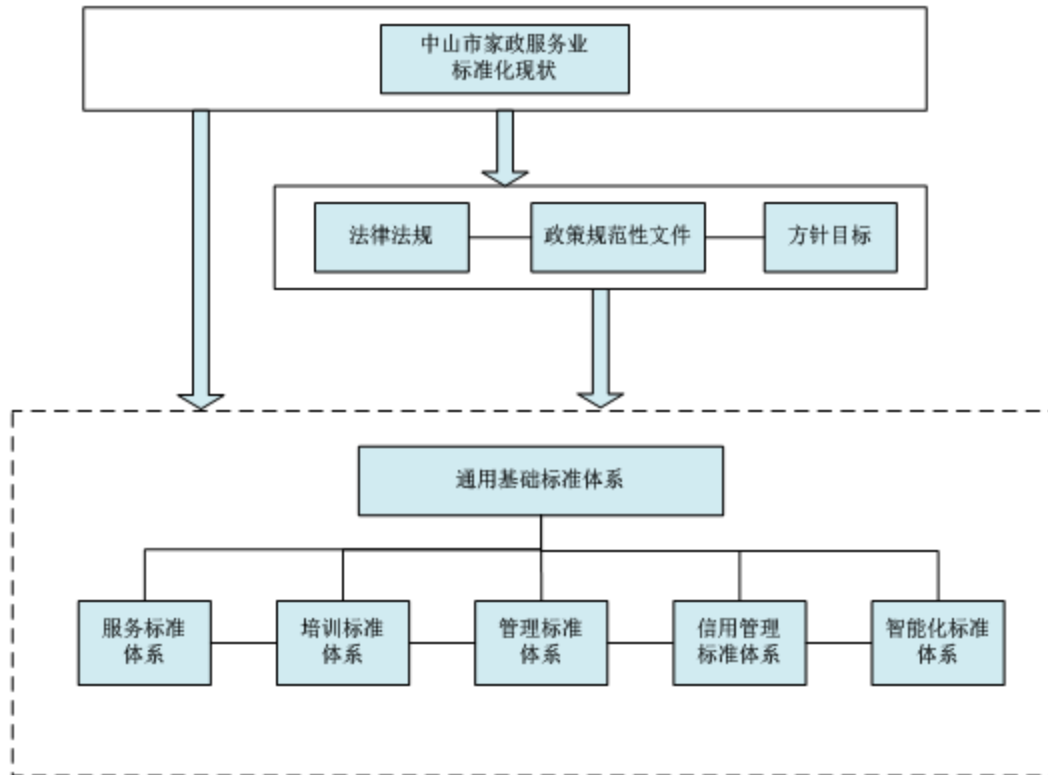 中山市家政服务业
标准化现状
法律法规
政策规范性文件
方针目标
通用基础标准体系
服务标准
体系
培训标准
体系
管理标准
体系
信用管理
标准体系
智能化标准
体系